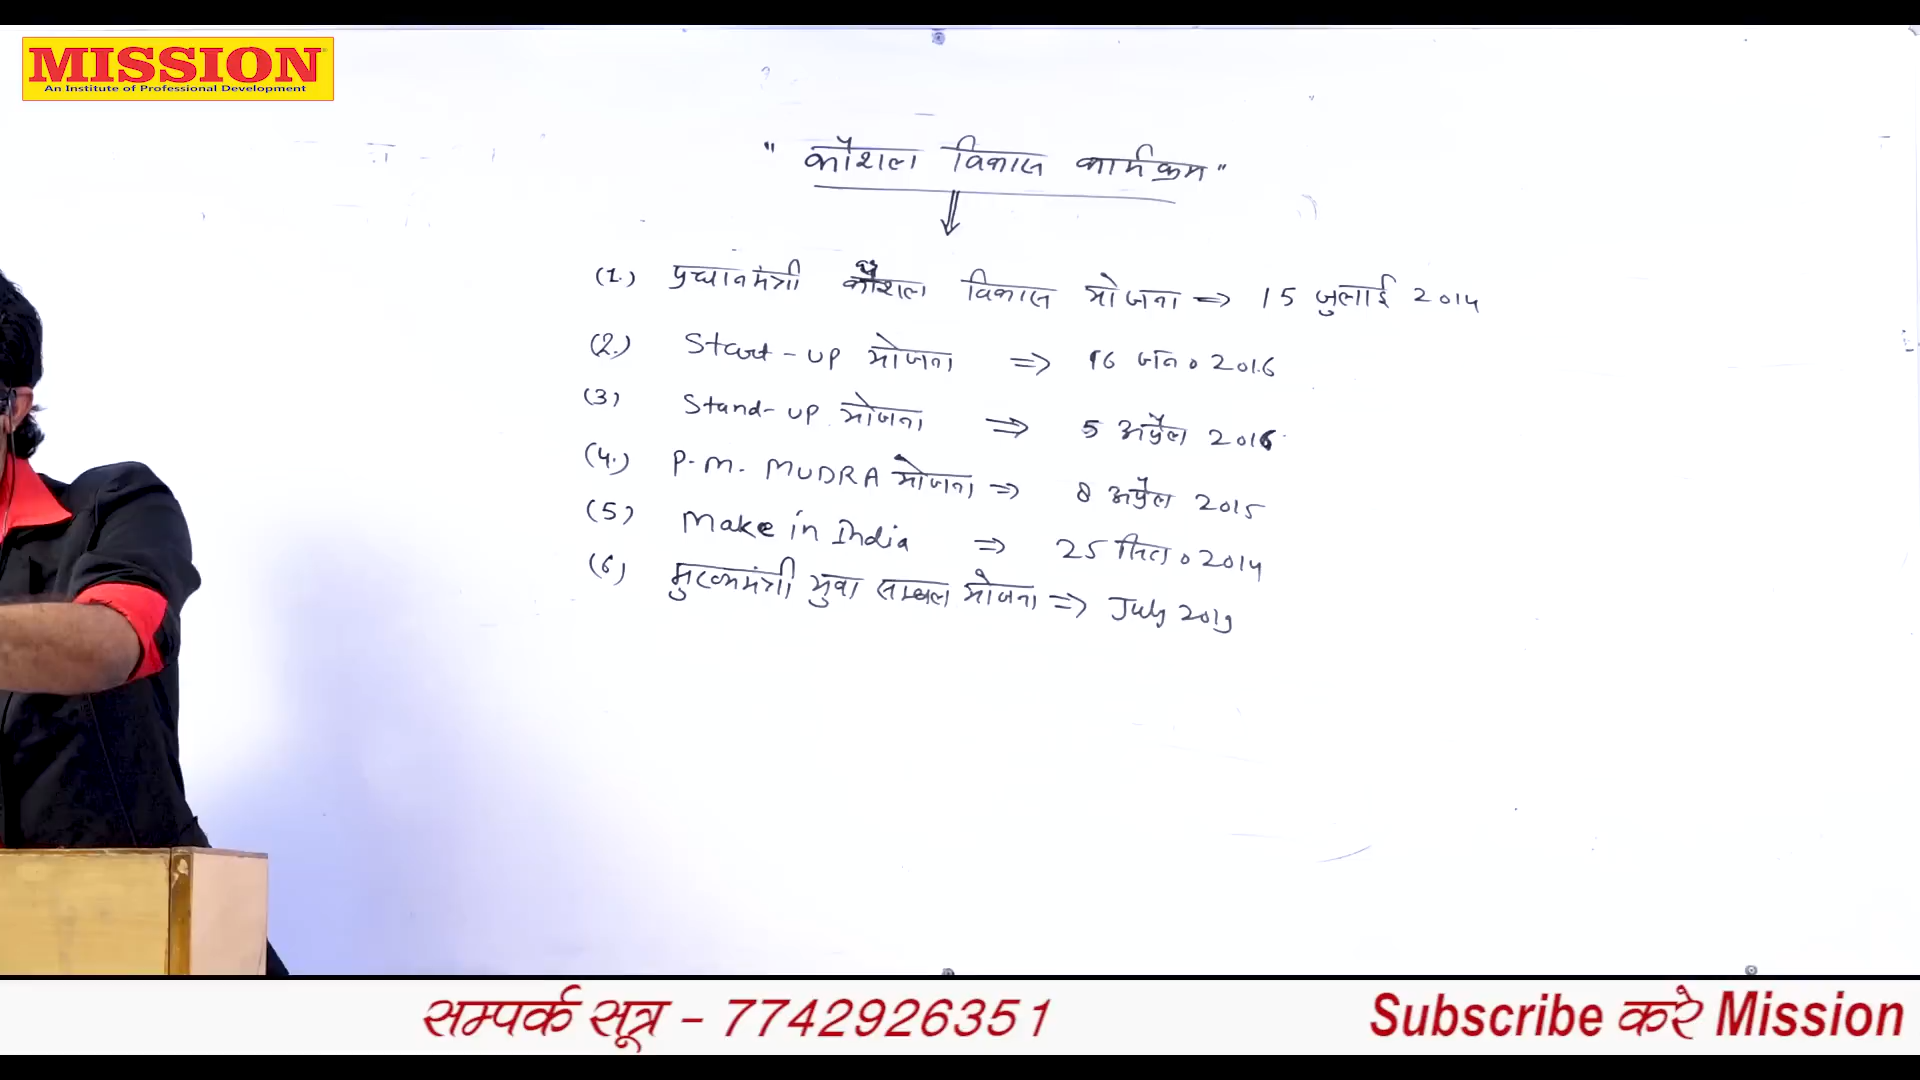 MISSION
An Institute of Professional Development
" कौशल विकास कार्यक्रम "
(1.) प्रधानमंत्री कौशल विकास योजना ⇒ 15 जुलाई 2014
(2.) Start-up योजना ⇒ 16 जन० 2016
(3) Stand-up योजना ⇒ 5 अप्रैल 2016
(4.) P.M. MUDRA योजना ⇒ 8 अप्रैल 2015
(5) Make in India ⇒ 25 सित० 2014
(6) मुख्यमंत्री युवा सम्बल योजना ⇒ July 2019
सम्पर्क सूत्र - 7742926351
Subscribe करे Mission